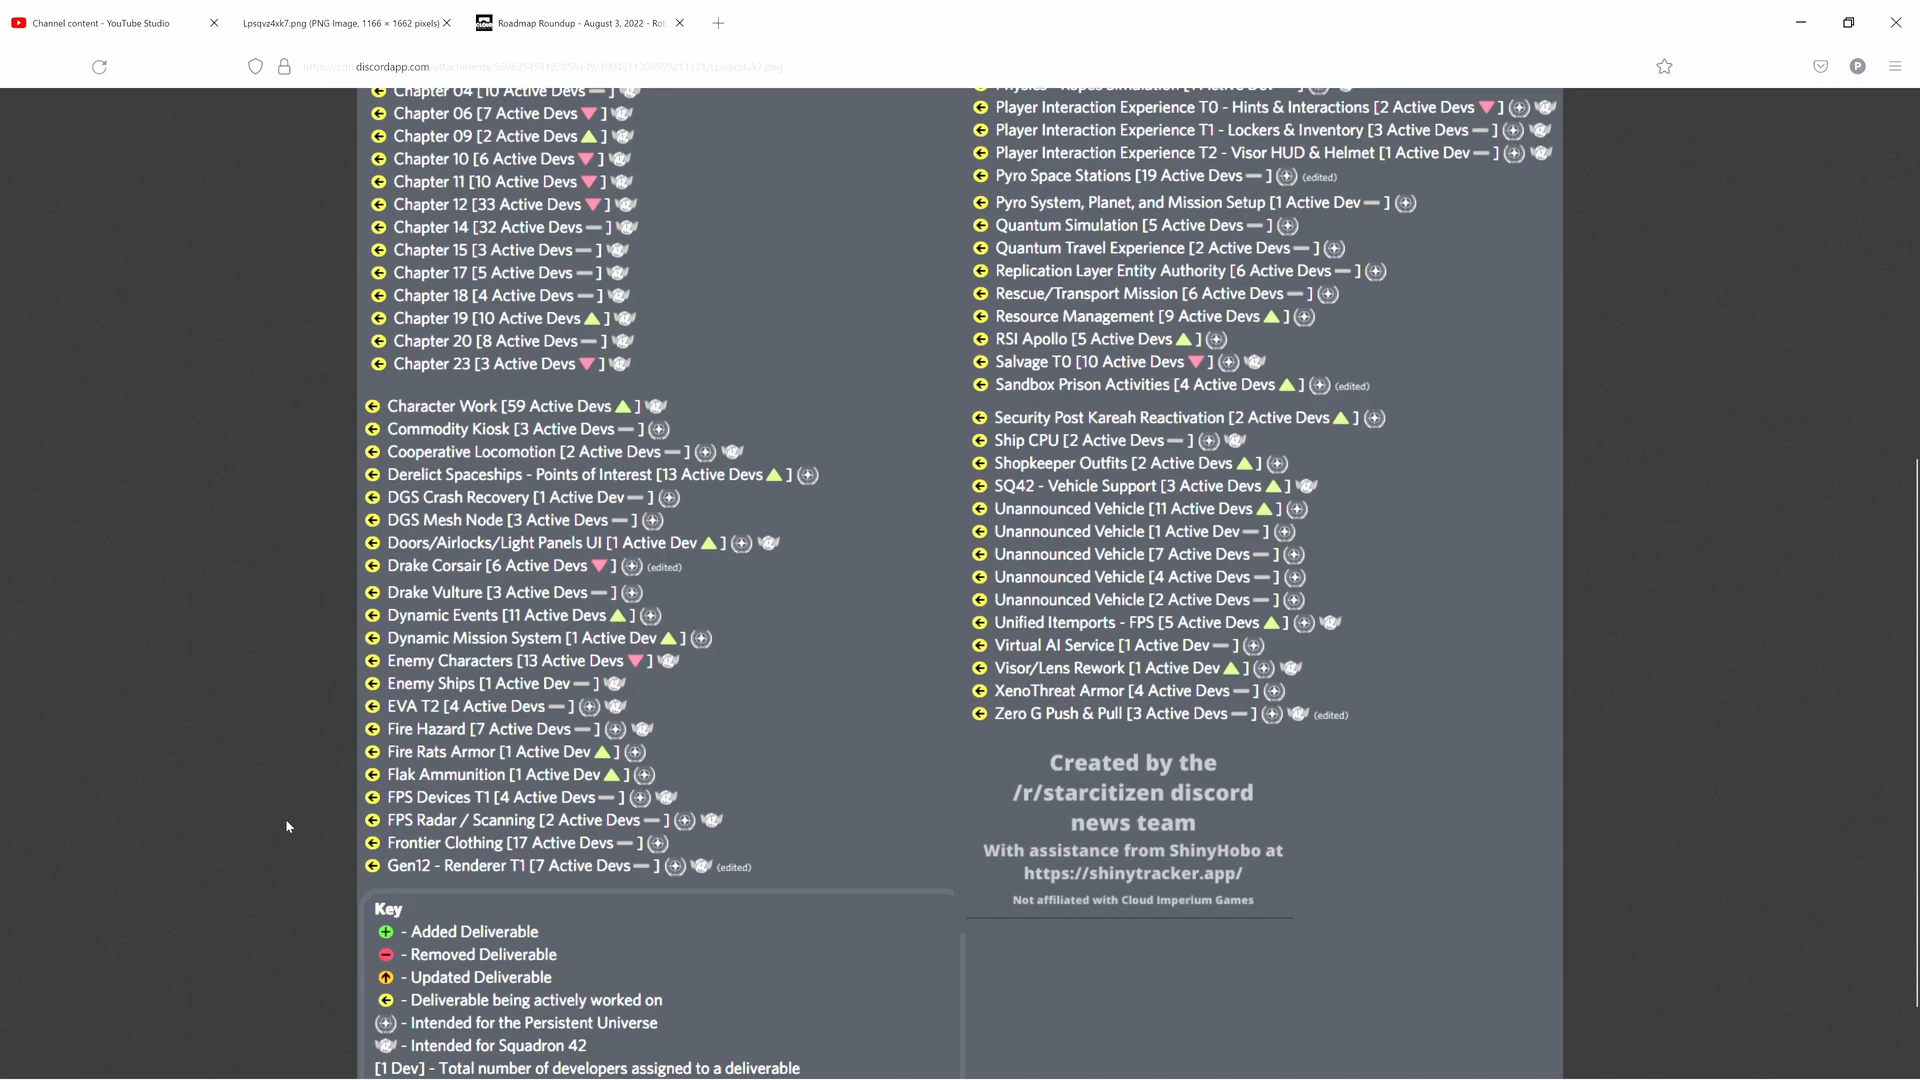 Channel content - YouTube Studio
Lpsqvz4xk7.png (PNG Image, 1166 × 1662 pixels)
Roadmap Roundup - August 3, 2022 - Ro
discordapp.com
P
Chapter 04 [10 Active Devs ]
Chapter 06 [7 Active Devs ]
Chapter 09 [2 Active Devs ]
Chapter 10 [6 Active Devs ]
Chapter 11 [10 Active Devs ]
Chapter 12 [33 Active Devs ]
Chapter 14 [32 Active Devs ]
Chapter 15 [3 Active Devs ]
Chapter 17 [5 Active Devs ]
Chapter 18 [4 Active Devs ]
Chapter 19 [10 Active Devs ]
Chapter 20 [8 Active Devs ]
Chapter 23 [3 Active Devs ]
Character Work [59 Active Devs ]
Commodity Kiosk [3 Active Devs ]
Cooperative Locomotion [2 Active Devs ]
Derelict Spaceships - Points of Interest [13 Active Devs ]
DGS Crash Recovery [1 Active Dev ]
DGS Mesh Node [3 Active Devs ]
Doors/Airlocks/Light Panels UI [1 Active Dev ]
Drake Corsair [6 Active Devs ] (edited)
Drake Vulture [3 Active Devs ]
Dynamic Events [11 Active Devs ]
Dynamic Mission System [1 Active Dev ]
Enemy Characters [13 Active Devs ]
Enemy Ships [1 Active Dev ]
EVA T2 [4 Active Devs ]
Fire Hazard [7 Active Devs ]
Fire Rats Armor [1 Active Dev ]
Flak Ammunition [1 Active Dev ]
FPS Devices T1 [4 Active Devs ]
FPS Radar / Scanning [2 Active Devs ]
Frontier Clothing [17 Active Devs ]
Gen12 - Renderer T1 [7 Active Devs ] (edited)
Key
- Added Deliverable
- Removed Deliverable
- Updated Deliverable
- Deliverable being actively worked on
- Intended for the Persistent Universe
- Intended for Squadron 42
[1 Dev] - Total number of developers assigned to a deliverable
Player Interaction Experience T0 - Hints & Interactions [2 Active Devs ]
Player Interaction Experience T1 - Lockers & Inventory [3 Active Devs ]
Player Interaction Experience T2 - Visor HUD & Helmet [1 Active Dev ]
Pyro Space Stations [19 Active Devs ] (edited)
Pyro System, Planet, and Mission Setup [1 Active Dev ]
Quantum Simulation [5 Active Devs ]
Quantum Travel Experience [2 Active Devs ]
Replication Layer Entity Authority [6 Active Devs ]
Rescue/Transport Mission [6 Active Devs ]
Resource Management [9 Active Devs ]
RSI Apollo [5 Active Devs ]
Salvage T0 [10 Active Devs ]
Sandbox Prison Activities [4 Active Devs ] (edited)
Security Post Kareah Reactivation [2 Active Devs ]
Ship CPU [2 Active Devs ]
Shopkeeper Outfits [2 Active Devs ]
SQ42 - Vehicle Support [3 Active Devs ]
Unannounced Vehicle [11 Active Devs ]
Unannounced Vehicle [1 Active Dev ]
Unannounced Vehicle [7 Active Devs ]
Unannounced Vehicle [4 Active Devs ]
Unannounced Vehicle [2 Active Devs ]
Unified Itemports - FPS [5 Active Devs ]
Virtual AI Service [1 Active Dev ]
Visor/Lens Rework [1 Active Dev ]
XenoThreat Armor [4 Active Devs ]
Zero G Push & Pull [3 Active Devs ] (edited)
Created by the
/r/starcitizen discord
news team
With assistance from ShinyHobo at
https://shinytracker.app/
Not affiliated with Cloud Imperium Games